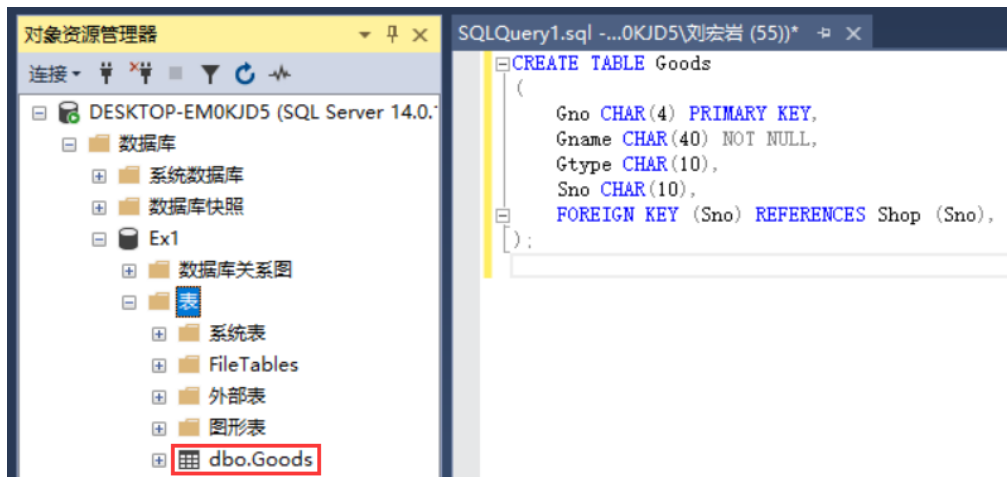 对象资源管理器
连接
DESKTOP-EM0KJD5 (SQL Server 14.0.
数据库
系统数据库
数据库快照
Ex1
数据库关系图
表
系统表
FileTables
外部表
图形表
dbo.Goods
SQLQuery1.sql -...0KJD5\刘宏岩 (55))*
CREATE TABLE Goods
(
Gno CHAR(4) PRIMARY KEY,
Gname CHAR(40) NOT NULL,
Gtype CHAR(10),
Sno CHAR(10),
FOREIGN KEY (Sno) REFERENCES Shop (Sno),
);